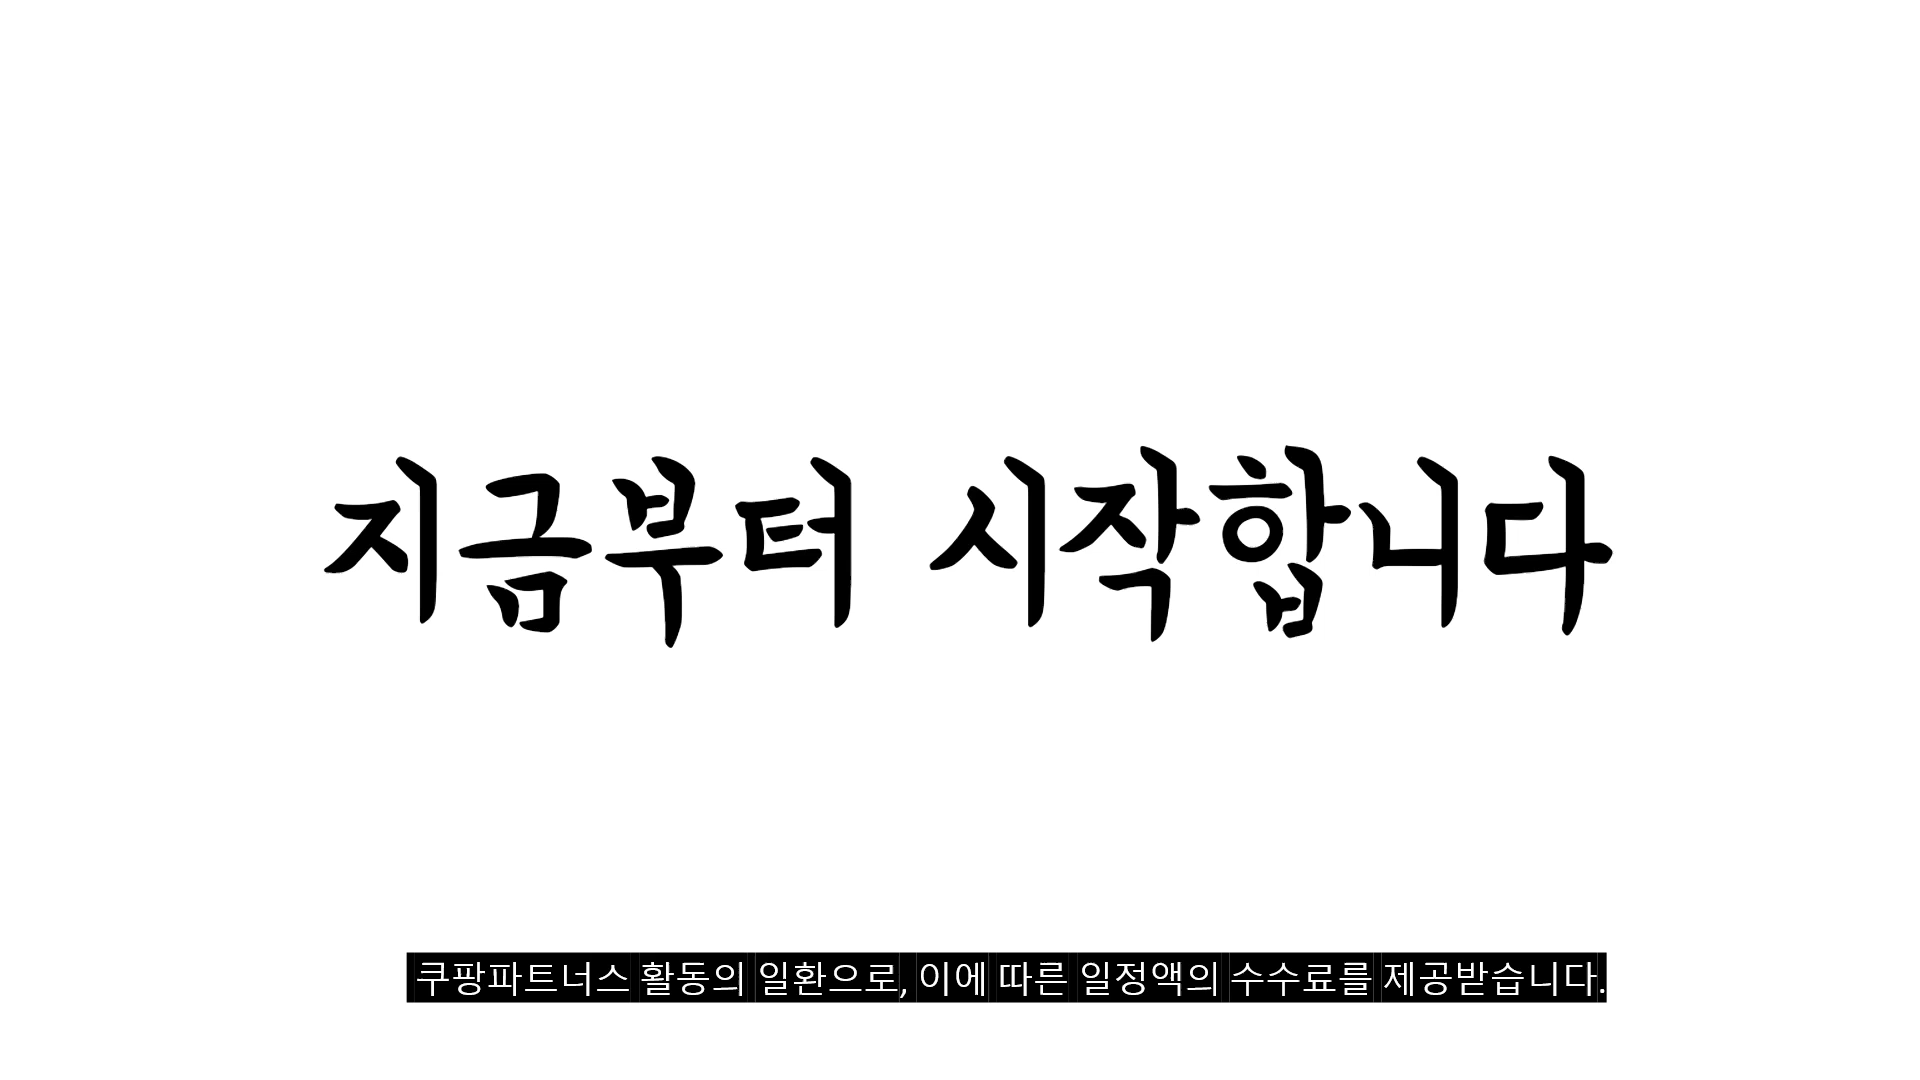 지금부터 시작합니다
쿠팡파트너스 활동의 일환으로, 이에 따른 일정액의 수수료를 제공받습니다.